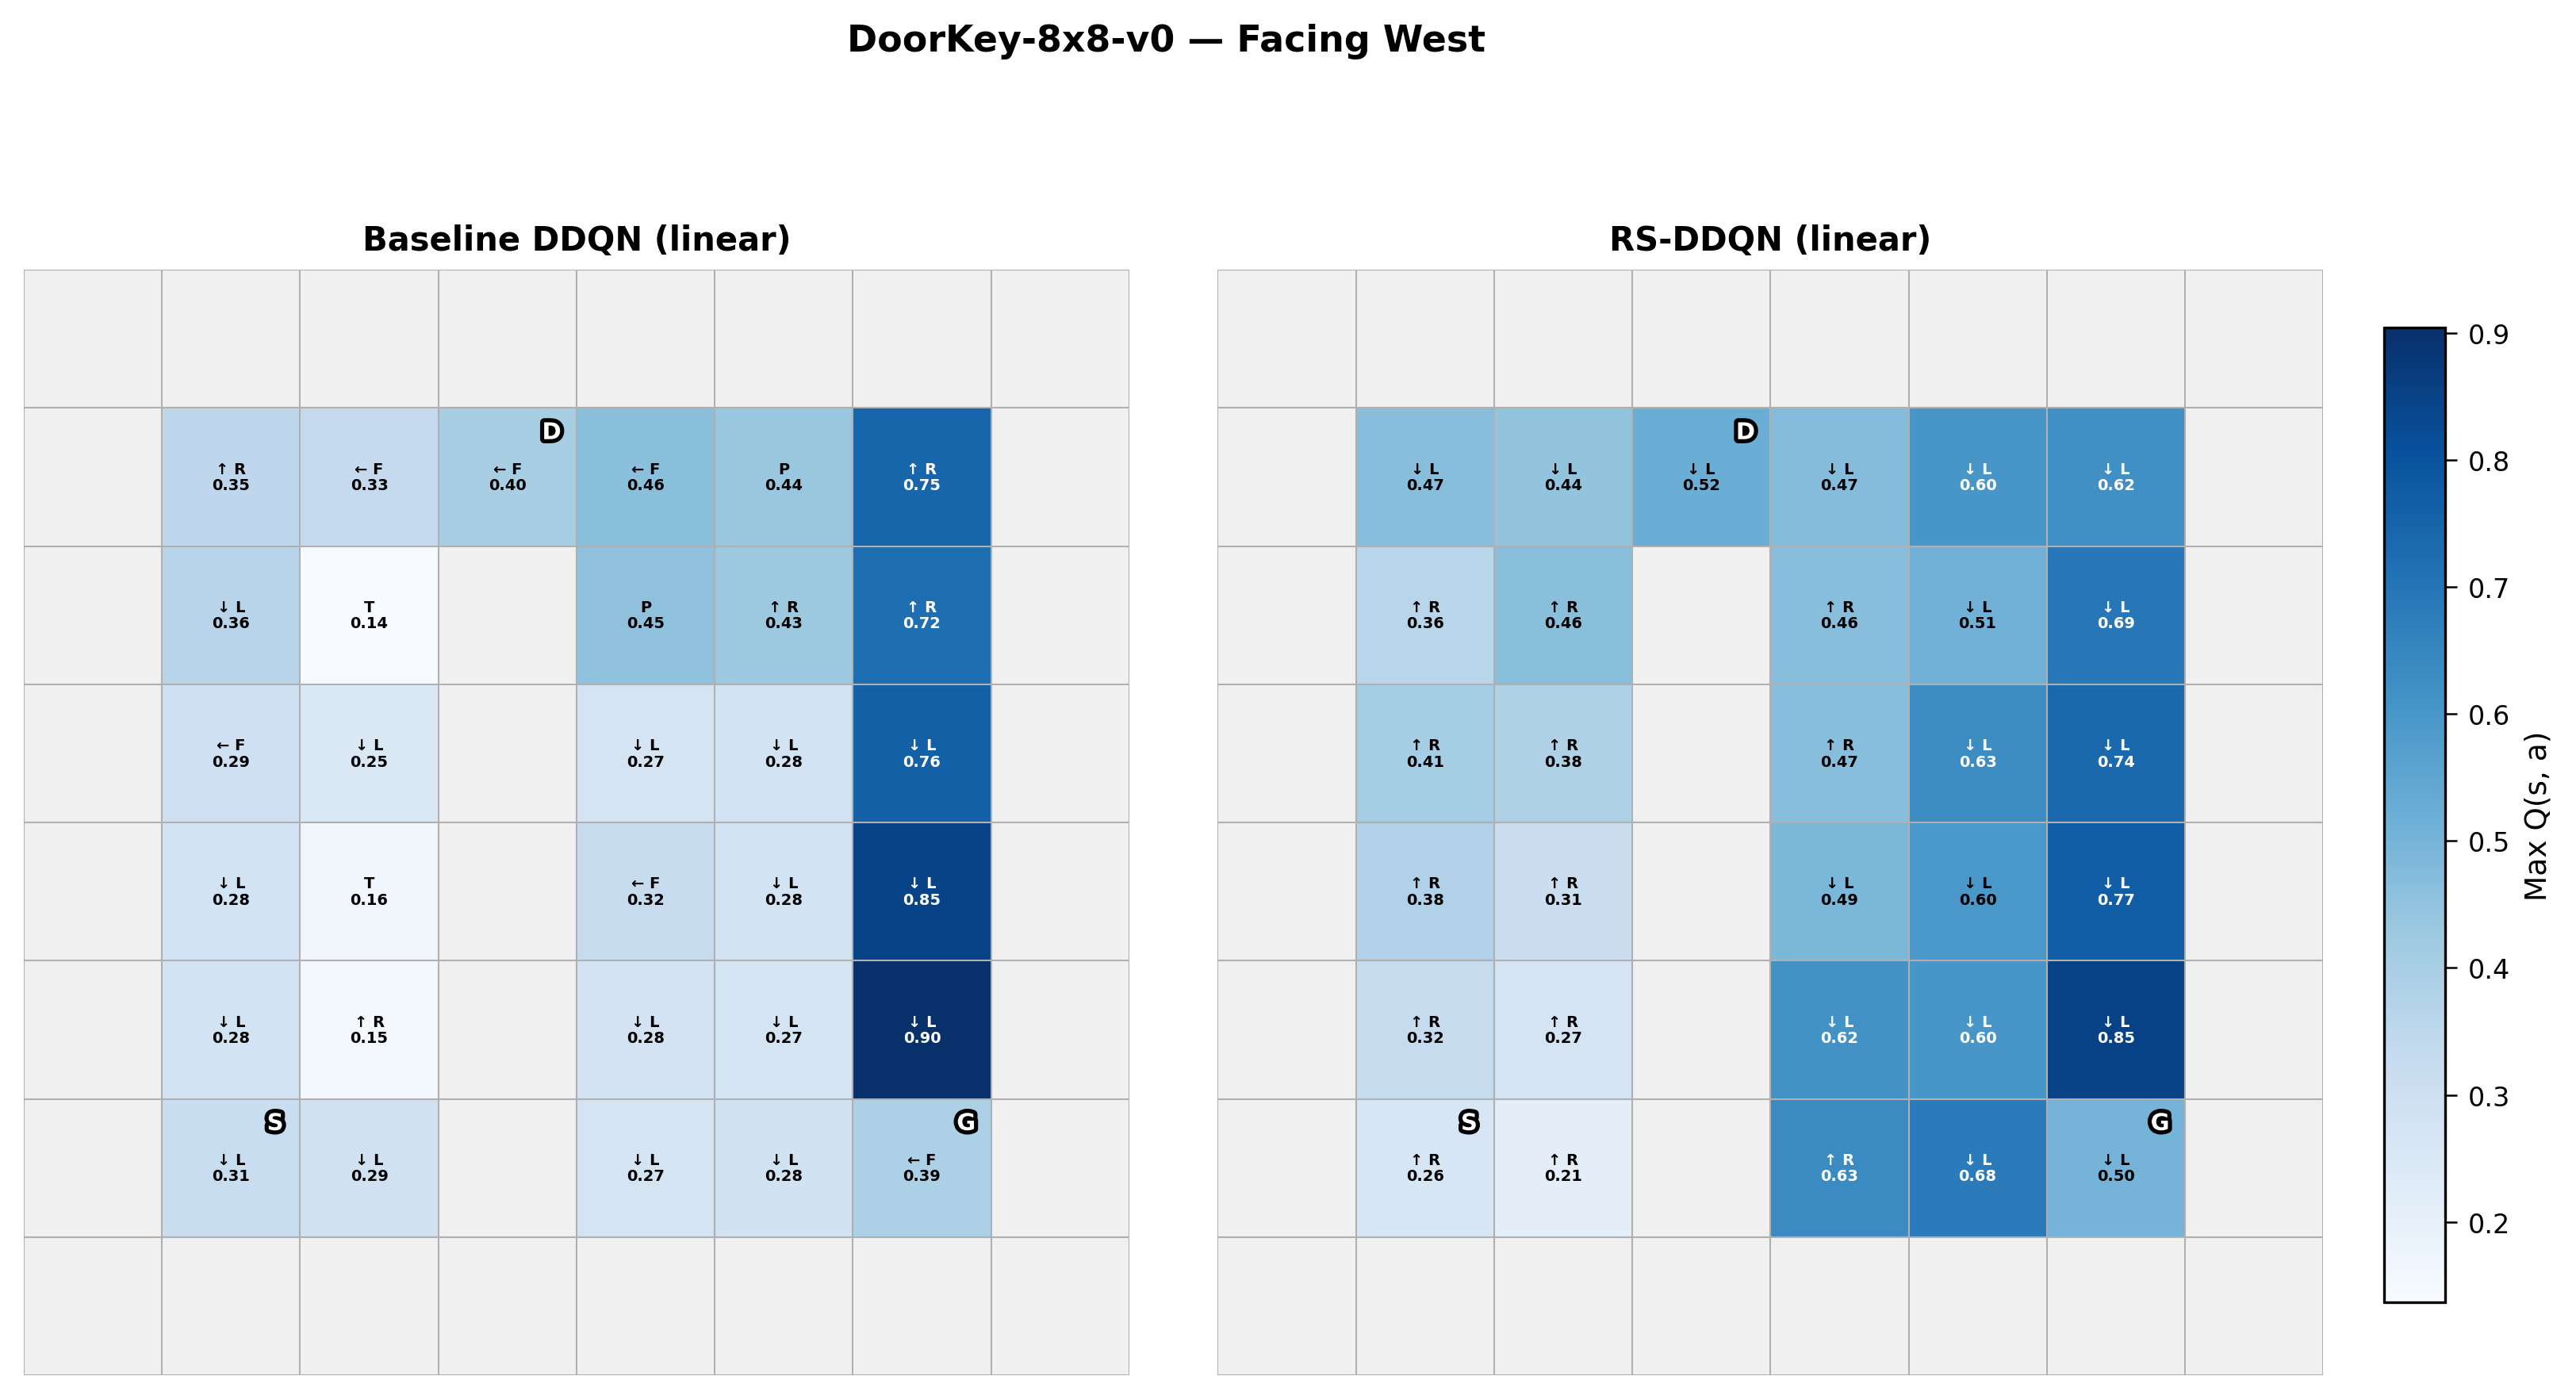 DoorKey-8x8-v0 — Facing West
Baseline DDQN (linear)
D
↑ R
0.35
← F
0.33
← F
0.40
← F
0.46
P
0.44
↑ R
0.75
↓ L
0.36
T
0.14
P
0.45
↑ R
0.43
↑ R
0.72
← F
0.29
↓ L
0.25
↓ L
0.27
↓ L
0.28
↓ L
0.76
↓ L
0.28
T
0.16
← F
0.32
↓ L
0.28
↓ L
0.85
↓ L
0.28
↑ R
0.15
↓ L
0.28
↓ L
0.27
↓ L
0.90
S
G
↓ L
0.31
↓ L
0.29
↓ L
0.27
↓ L
0.28
← F
0.39
RS-DDQN (linear)
D
↓ L
0.47
↓ L
0.44
↓ L
0.52
↓ L
0.47
↓ L
0.60
↓ L
0.62
↑ R
0.36
↑ R
0.46
↑ R
0.46
↓ L
0.51
↓ L
0.69
↑ R
0.41
↑ R
0.38
↑ R
0.47
↓ L
0.63
↓ L
0.74
↑ R
0.38
↑ R
0.31
↓ L
0.49
↓ L
0.60
↓ L
0.77
↑ R
0.32
↑ R
0.27
↓ L
0.62
↓ L
0.60
↓ L
0.85
S
G
↑ R
0.26
↑ R
0.21
↑ R
0.63
↓ L
0.68
↓ L
0.50
0.9
0.8
0.7
0.6
0.5
0.4
0.3
0.2
Max Q(s, a)